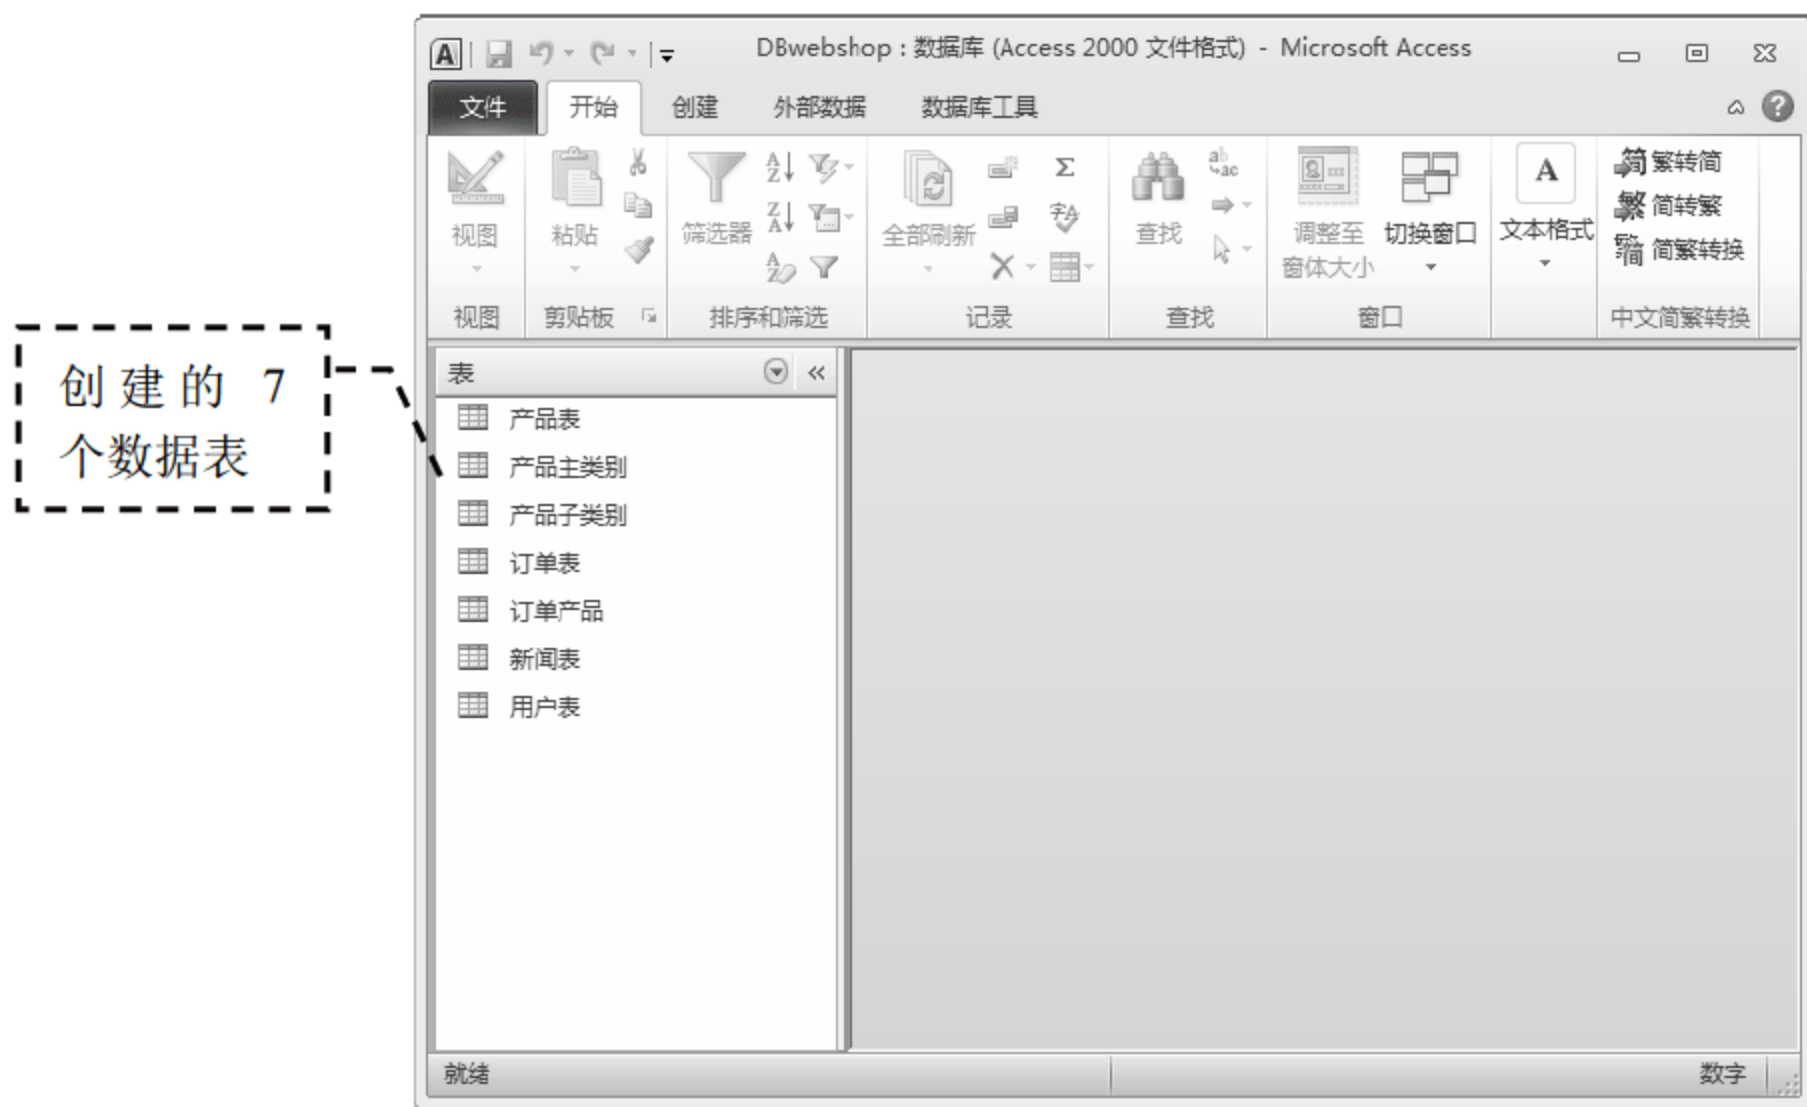 DBwebshop : 数据库 (Access 2000 文件格式) - Microsoft Access
文件 开始 创建 外部数据 数据库工具
视图
粘贴
筛选器
全部刷新
查找
调整至
窗体大小
切换窗口
文本格式
繁转简
简转繁
简繁转换
视图 剪贴板 排序和筛选 记录 查找 窗口 中文简繁转换
创建的 7
个数据表
表
产品表
产品主类别
产品子类别
订单表
订单产品
新闻表
用户表
就绪 数字